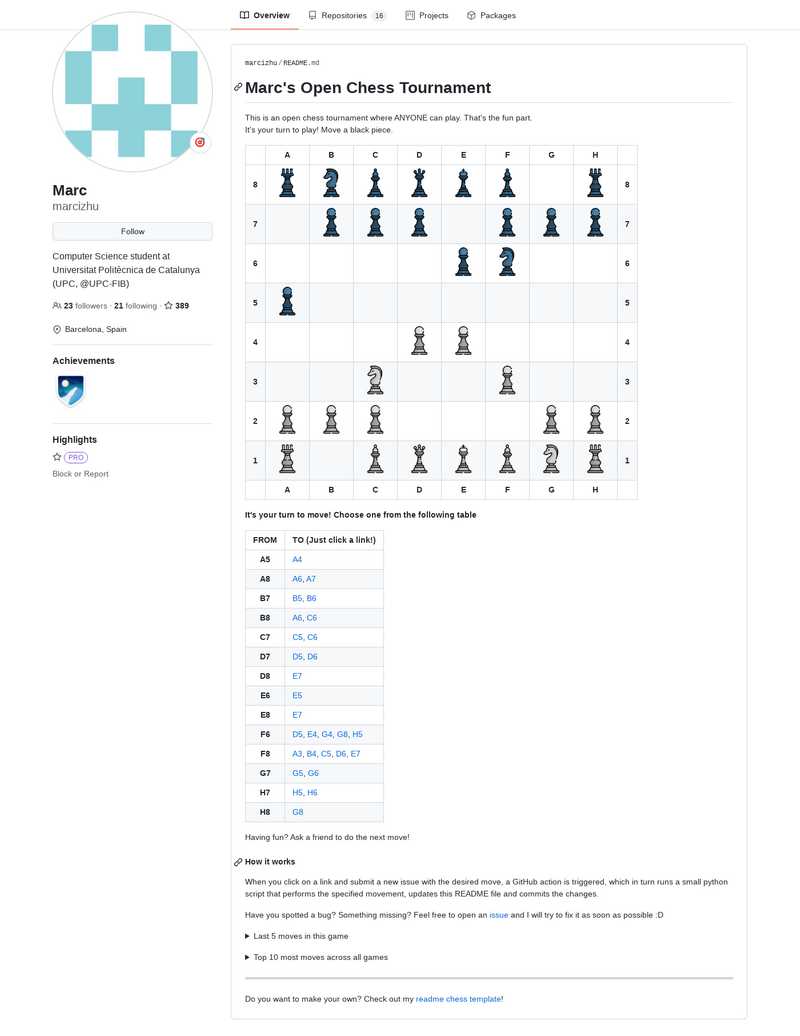 Overview
Repositories 16
Projects
Packages
Marc
marcizhu
Follow
Computer Science student at
Universitat Politècnica de Catalunya
(UPC, @UPC-FIB)
23 followers · 21 following · 389
Barcelona, Spain
Achievements
Highlights
PRO
Block or Report
marcizhu/README.md
Marc's Open Chess Tournament
This is an open chess tournament where ANYONE can play. That's the fun part.
It's your turn to play! Move a black piece.
A B C D E F G H
8 8
7 7
6 6
5 5
4 4
3 3
2 2
1 1
A B C D E F G H
It's your turn to move! Choose one from the following table
FROM TO (Just click a link!)
A5 A4
A8 A6, A7
B7 B5, B6
B8 A6, C6
C7 C5, C6
D7 D5, D6
D8 E7
E6 E5
E8 E7
F6 D5, E4, G4, G8, H5
F8 A3, B4, C5, D6, E7
G7 G5, G6
H7 H5, H6
H8 G8
Having fun? Ask a friend to do the next move!
How it works
When you click on a link and submit a new issue with the desired move, a GitHub action is triggered, which in turn runs a small python
script that performs the specified movement, updates this README file and commits the changes.
Have you spotted a bug? Something missing? Feel free to open an issue and I will try to fix it as soon as possible :D
Last 5 moves in this game
Top 10 most moves across all games
Do you want to make your own? Check out my readme chess template!